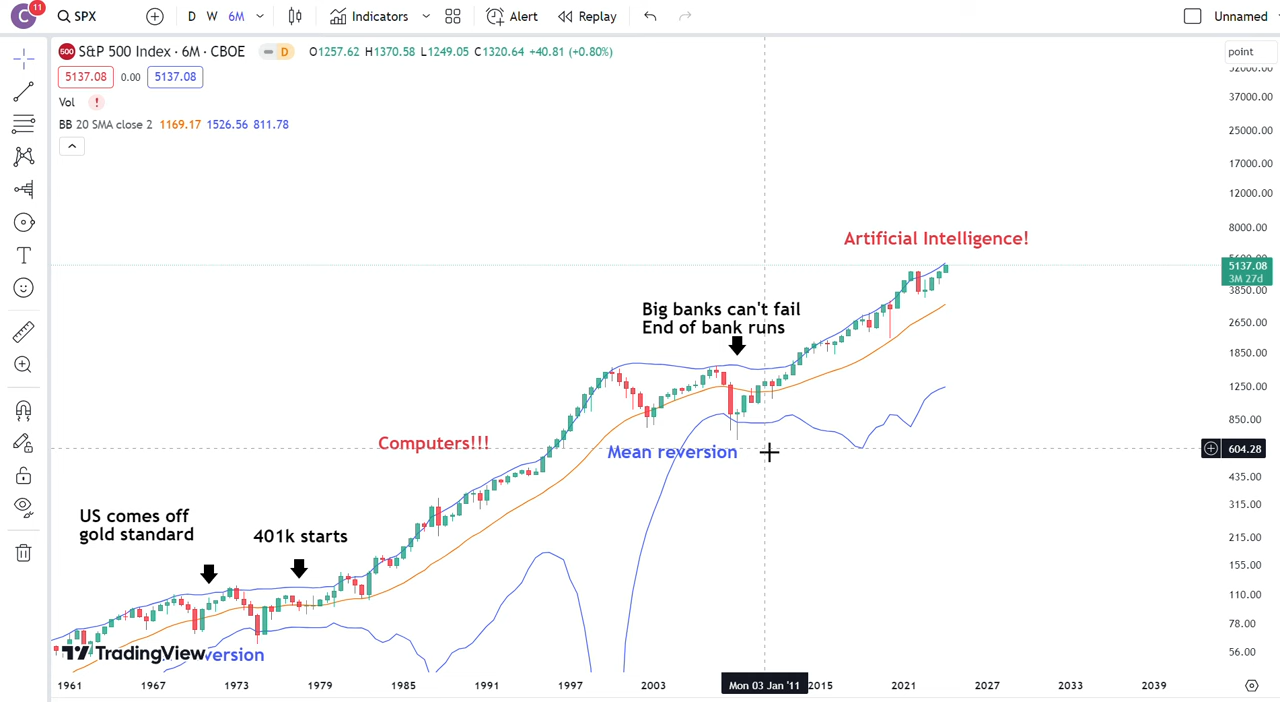 C
11
SPX
D W 6M
Indicators
Alert
Replay
Unnamed
500 S&P 500 Index · 6M · CBOE
D
O1257.62 H1370.58 L1249.05 C1320.64 +40.81 (+0.80%)
5137.08 0.00 5137.08
Vol !
BB 20 SMA close 2 1169.17 1526.56 811.78
point
52000.00
37000.00
25000.00
17000.00
12000.00
8000.00
Artificial Intelligence!
5137.08
3M 27d
3850.00
Big banks can't fail
End of bank runs
2650.00
1850.00
1250.00
850.00
Computers!!!
Mean reversion
604.28
435.00
315.00
US comes off
gold standard
401k starts
215.00
155.00
110.00
78.00
56.00
TradingView
version
1961 1967 1973 1979 1985 1991 1997 2003 Mon 03 Jan '11 2015 2021 2027 2033 2039